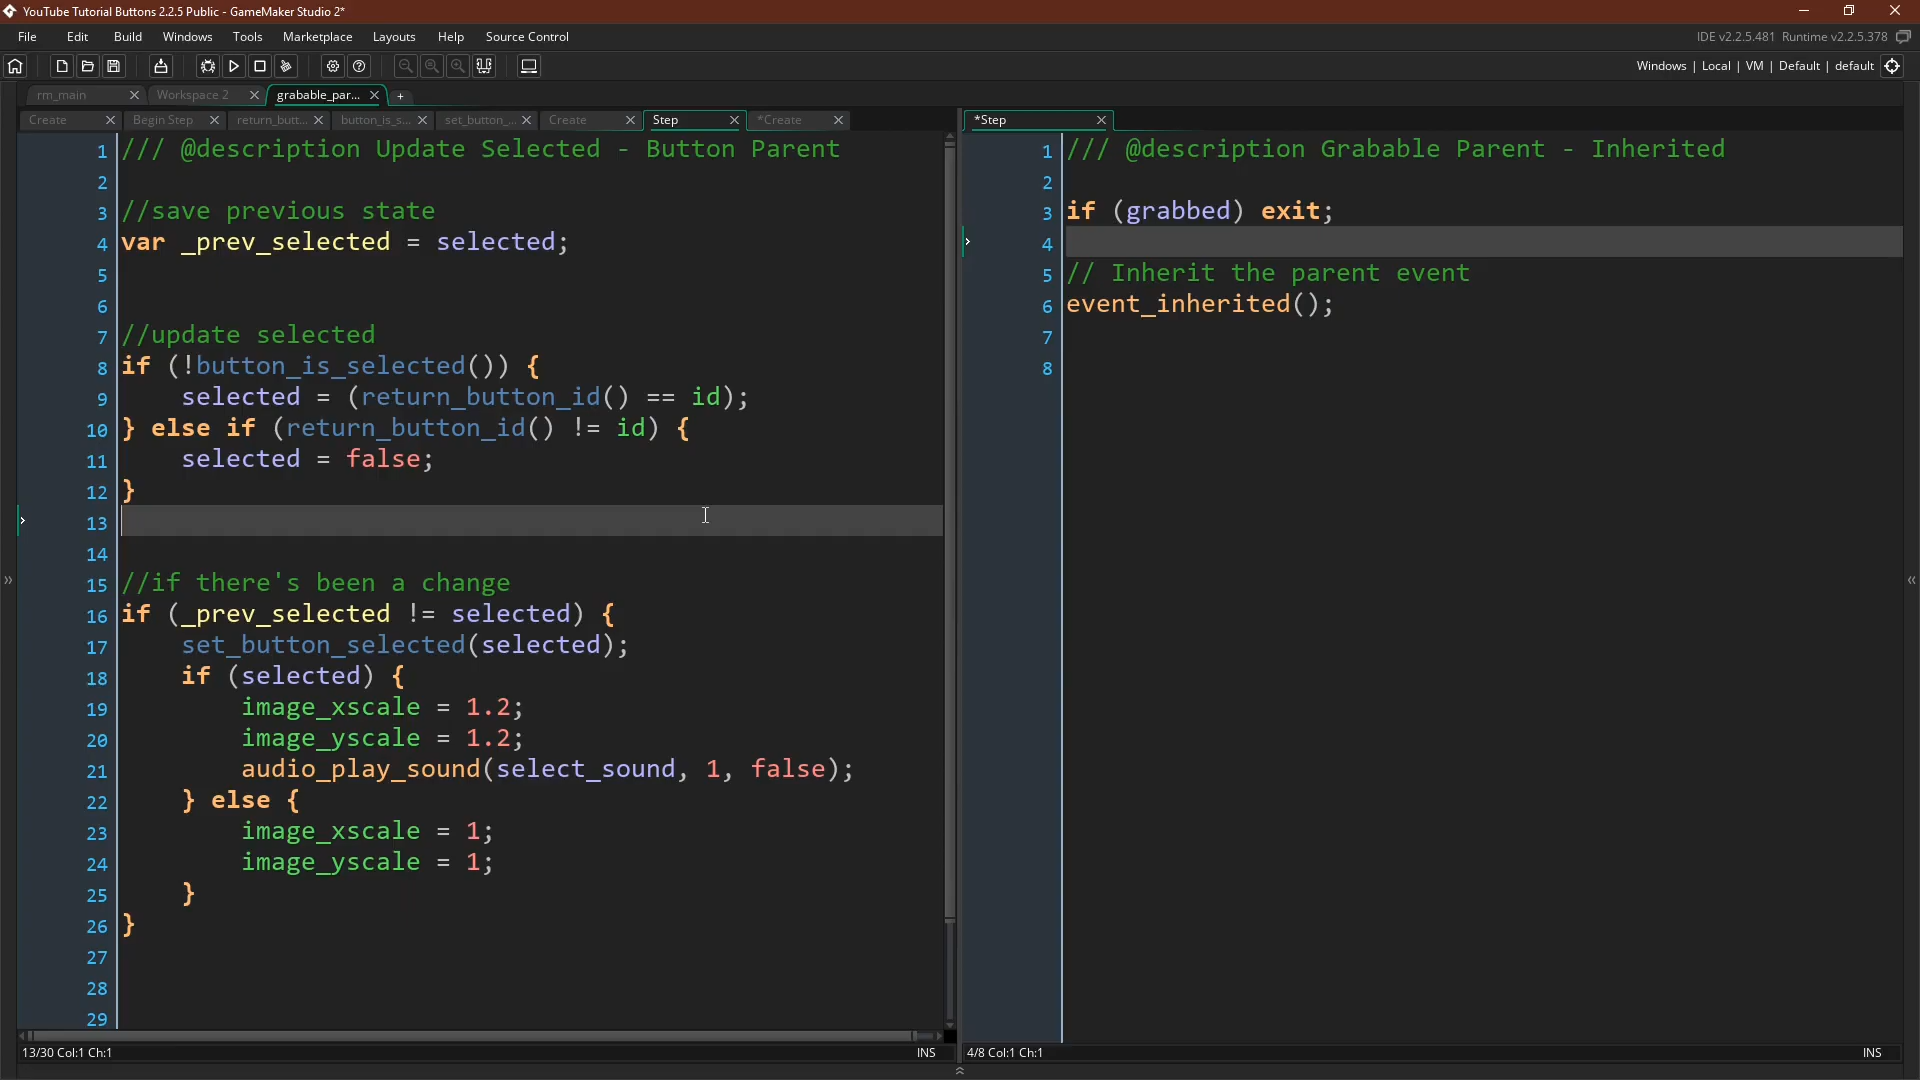 YouTube Tutorial Buttons 2.2.5 Public - GameMaker Studio 2*
File Edit Build Windows Tools Marketplace Layouts Help Source Control
IDE v2.2.5.481 Runtime v2.2.5.378
Windows | Local | VM | Default | default
rm_main Workspace 2 grabable_par... +
Create Begin Step return_butt... button_is_s... set_button_... Create Step *Create
1 /// @description Update Selected - Button Parent
2
3 //save previous state
4 var _prev_selected = selected;
5
6
7 //update selected
8 if (!button_is_selected()) {
9 selected = (return_button_id() == id);
10 } else if (return_button_id() != id) {
11 selected = false;
12 }
13
14
15 //if there's been a change
16 if (_prev_selected != selected) {
17 set_button_selected(selected);
18 if (selected) {
19 image_xscale = 1.2;
20 image_yscale = 1.2;
21 audio_play_sound(select_sound, 1, false);
22 } else {
23 image_xscale = 1;
24 image_yscale = 1;
25 }
26 }
27
28
29
13/30 Col:1 Ch:1 INS
*Step
1 /// @description Grabable Parent - Inherited
2
3 if (grabbed) exit;
4
5 // Inherit the parent event
6 event_inherited();
7
8
4/8 Col:1 Ch:1 INS